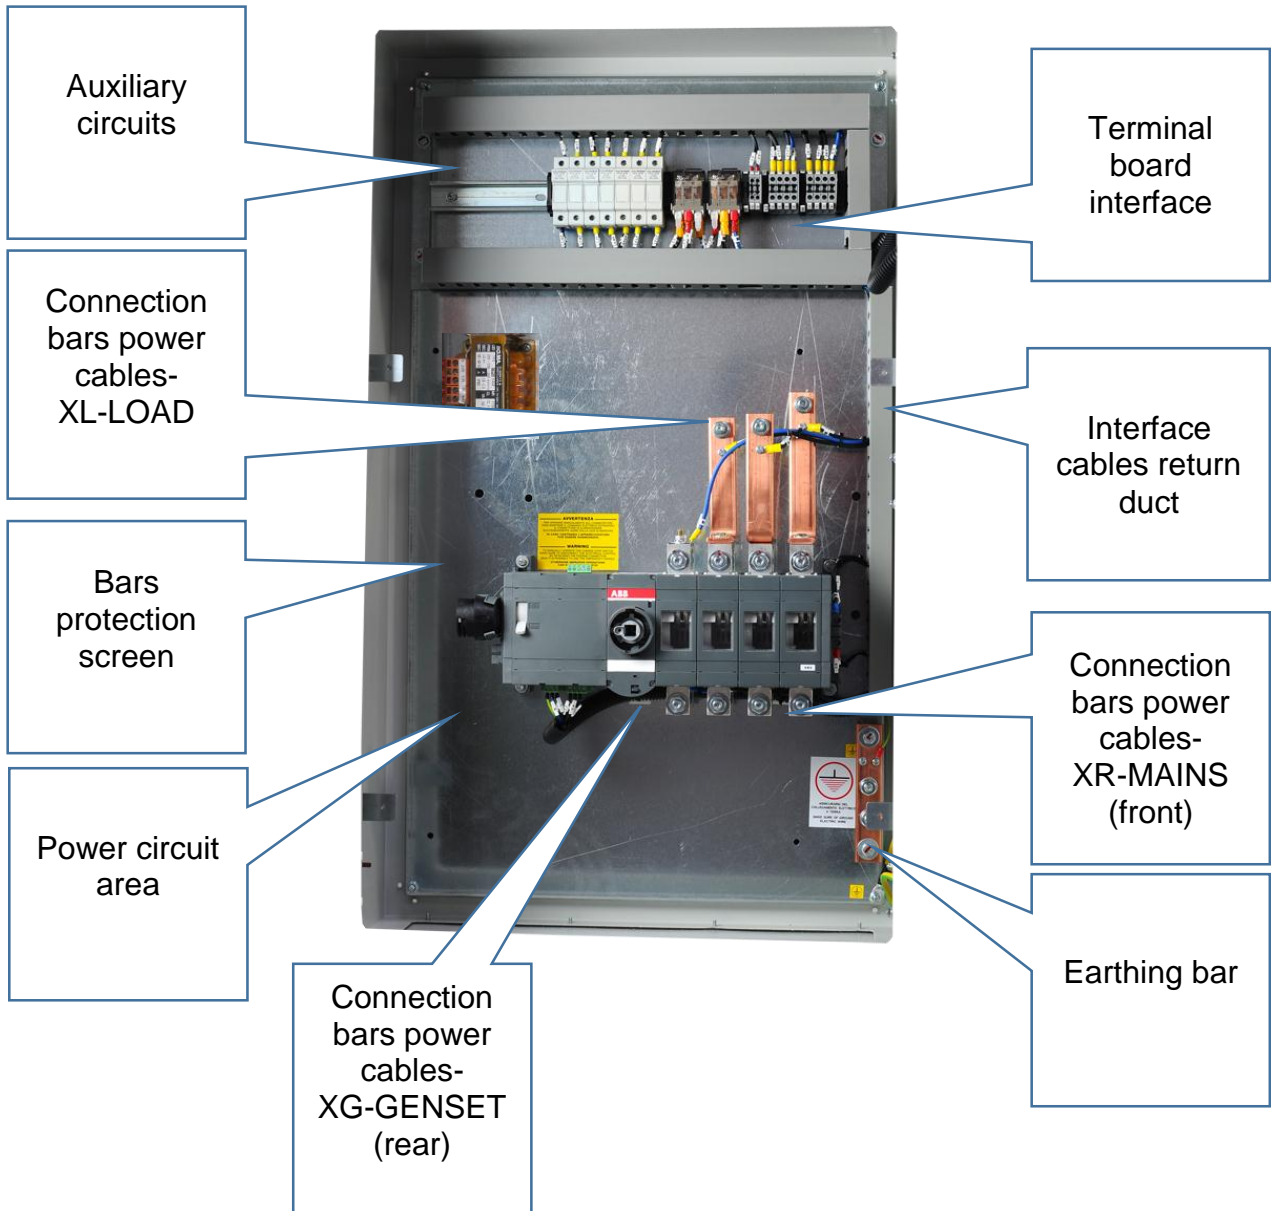 Auxiliary
circuits
Terminal
board
interface
Connection
bars power
cables-
XL-LOAD
Interface
cables return
duct
Bars
protection
screen
AVVERTIENZA
WARNING
ABB
Connection
bars power
cables-
XR-MAINS
(front)
Power circuit
area
Earthing bar
Connection
bars power
cables-
XG-GENSET
(rear)